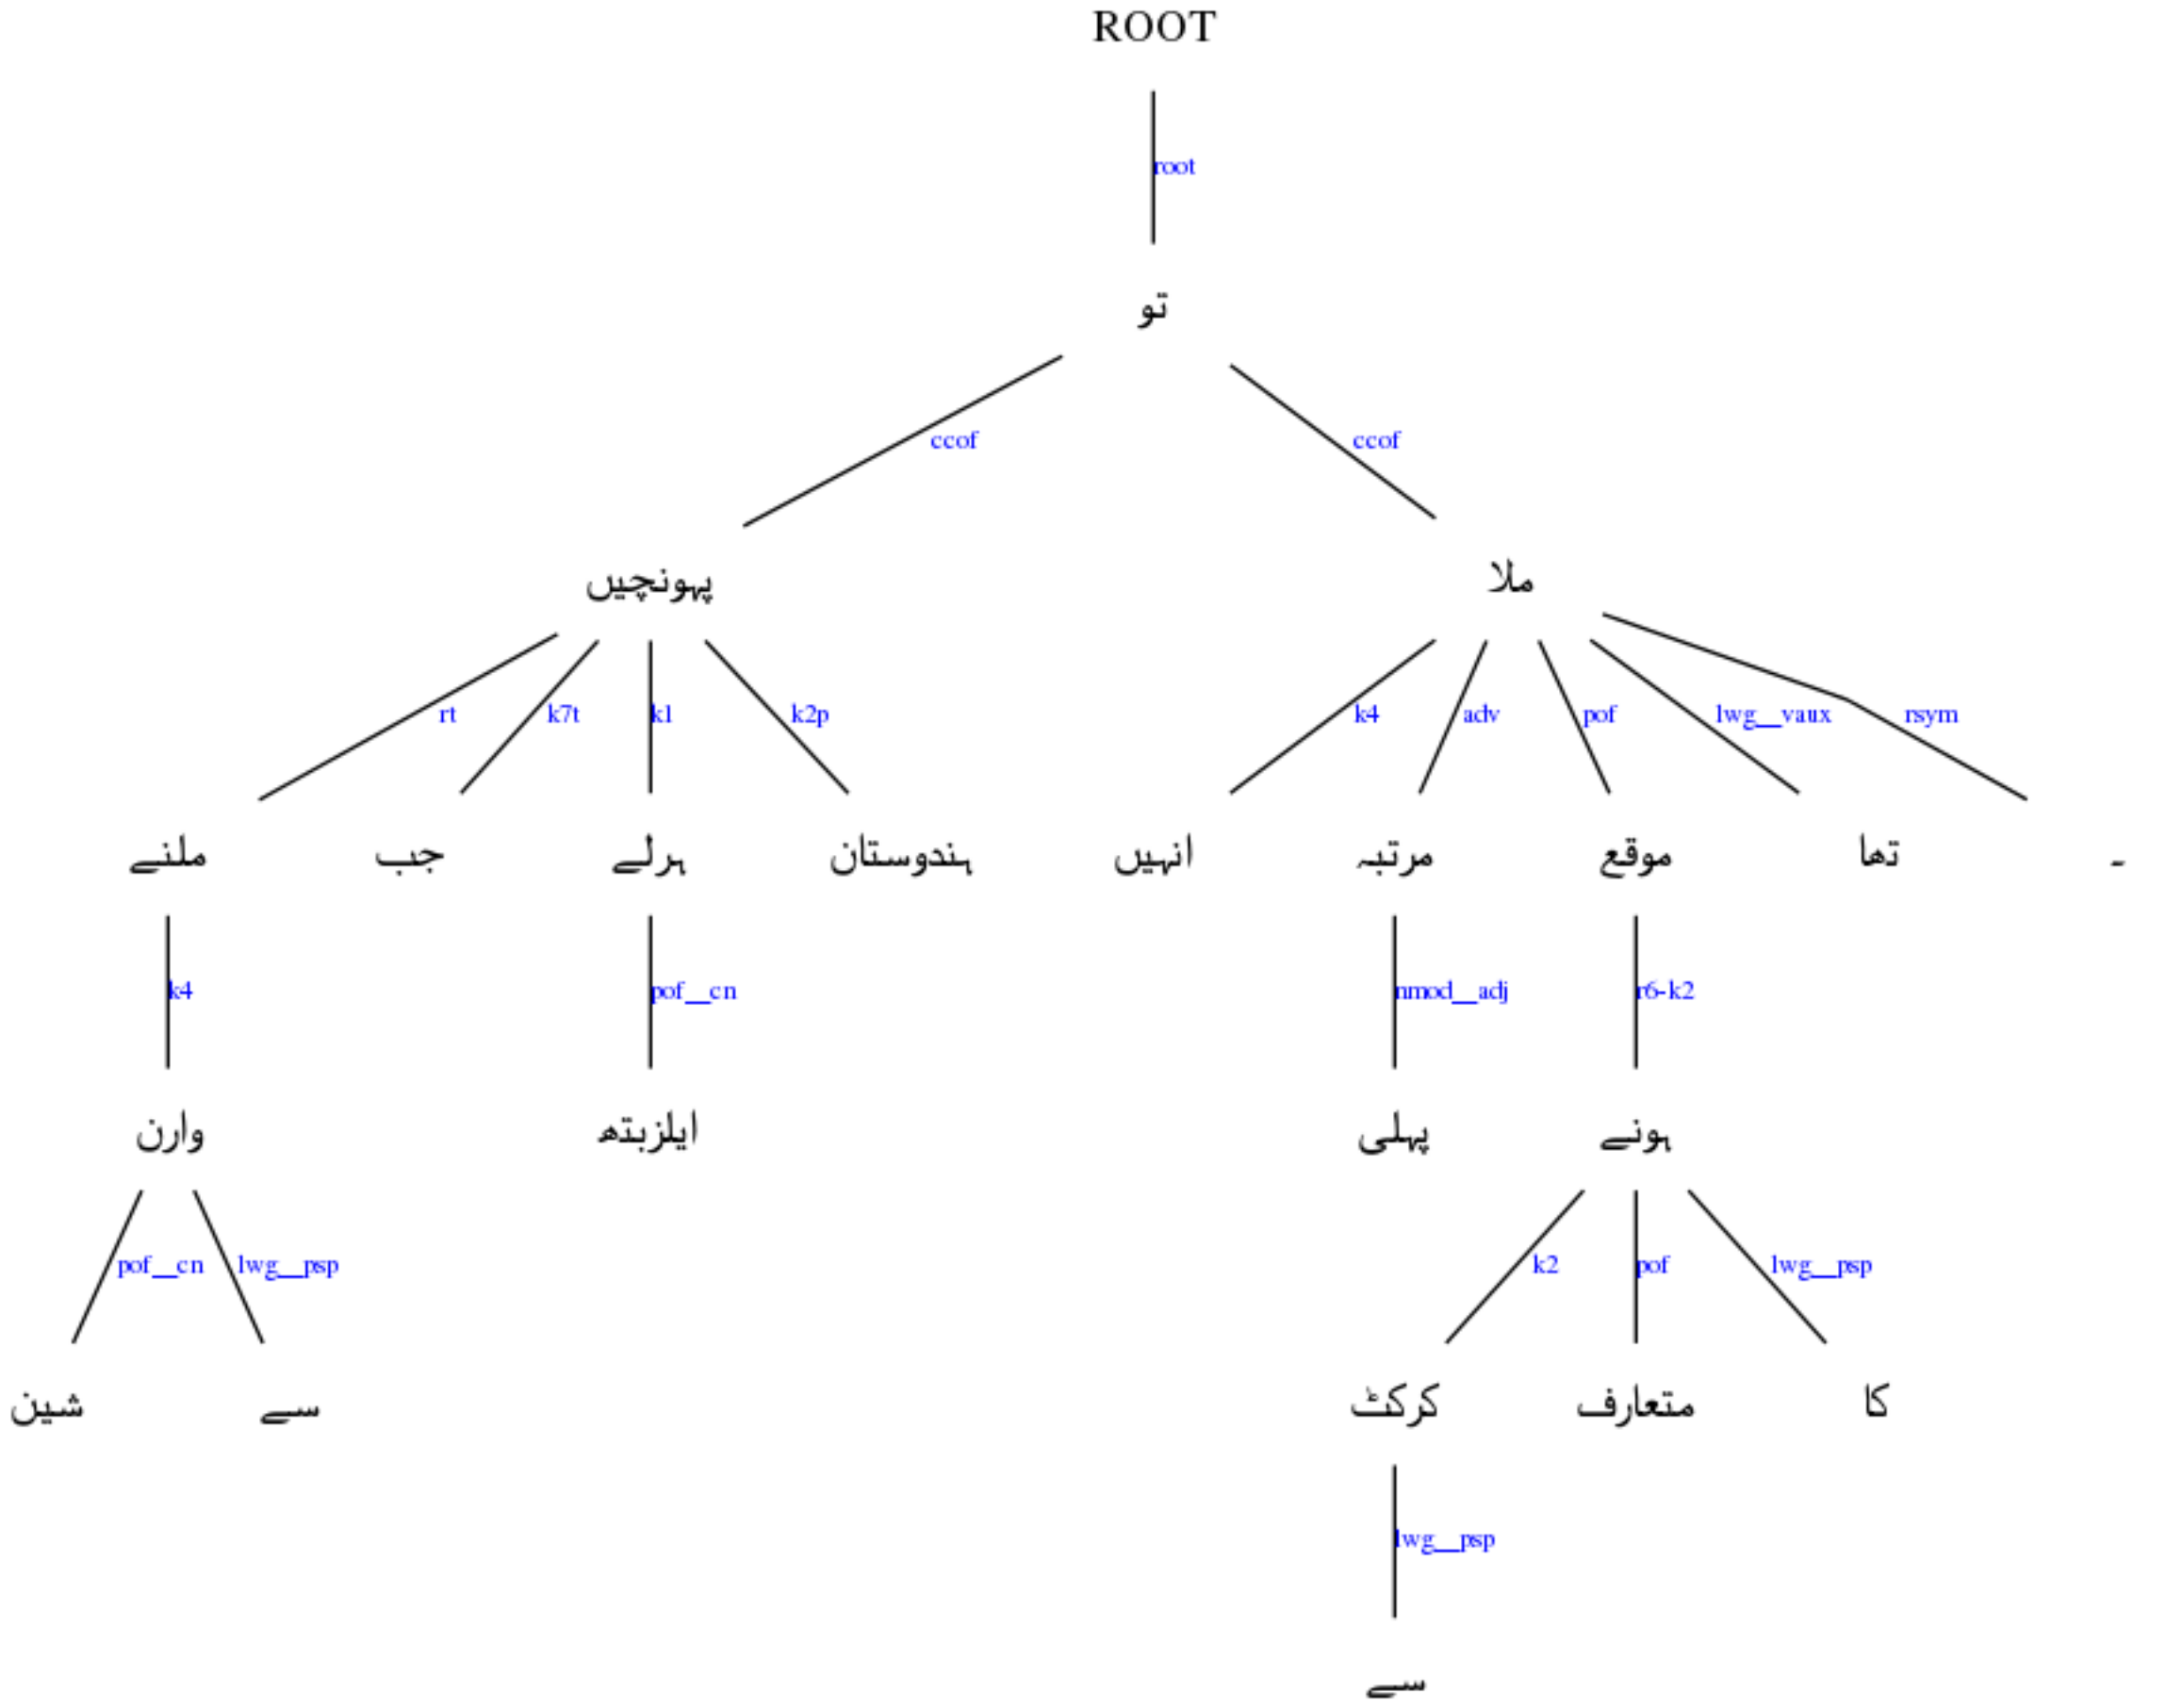 ROOT
root
تو
ccof ccof
پہونچیں ملا
rt k7t k1 k2p k4 adv pof lwg__vaux rsym
ملنے جب ہرلے ہندوستان انہیں مرتبہ موقع تھا ۔
k4 pof__cn nmod__adj r6-k2
وارن ایلزبتھ پہلی ہونے
pof__cn lwg__psp k2 pof lwg__psp
شین سے کرکٹ متعارف کا
lwg__psp
سے